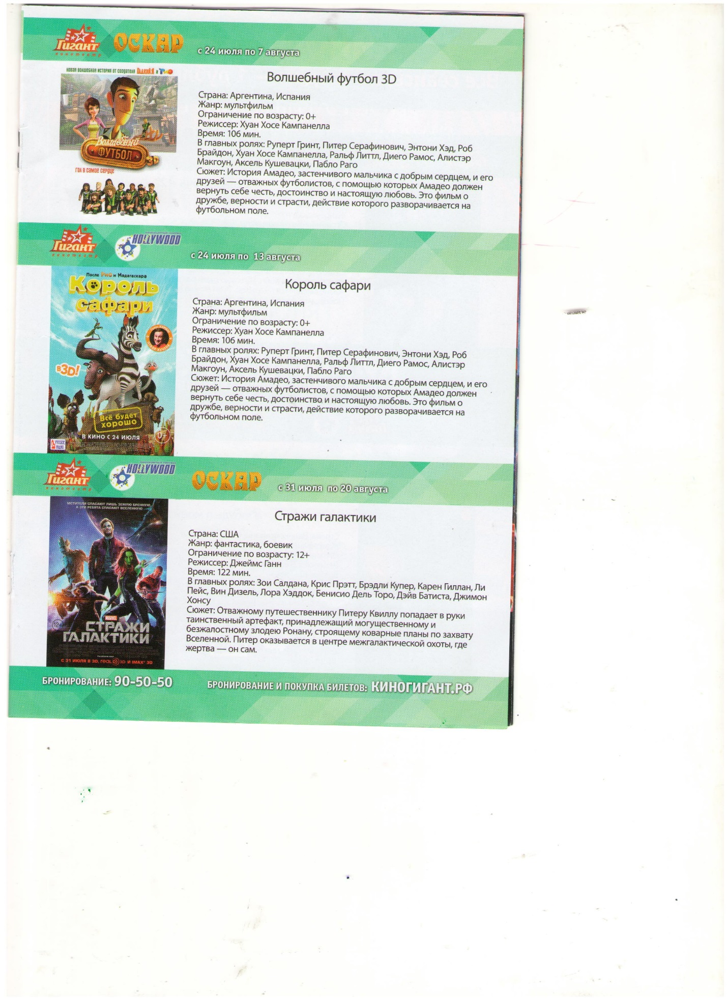 Гигант
кинотеатр
ОСКАР
с 24 июля по 7 августа
НОВАЯ ВОЛШЕБНАЯ ИСТОРИЯ ОТ СОЗДАТЕЛЯ ГАДКИЙ Я И РИО
Волшебный
ФУТБОЛ
3D
ГОЛ В САМОЕ СЕРДЦЕ
Волшебный футбол 3D
Страна: Аргентина, Испания
Жанр: мультфильм
Ограничение по возрасту: 0+
Режиссер: Хуан Хосе Кампанелла
Время: 106 мин.
В главных ролях: Руперт Гринт, Питер Серафинович, Энтони Хэд, Роб
Брайдон, Хуан Хосе Кампанелла, Ральф Литтл, Диего Рамос, Алистэр
Макгоун, Аксель Кушевацки, Пабло Раго
Сюжет: История Амадео, застенчивого мальчика с добрым сердцем, и его
друзей — отважных футболистов, с помощью которых Амадео должен
вернуть себе честь, достоинство и настоящую любовь. Это фильм о
дружбе, верности и страсти, действие которого разворачивается на
футбольном поле.
Гигант
кинотеатр
HOLLYWOOD
с 24 июля по 13 августа
После Рио и Мадагаскара
Король
сафари
в 3D!
Всё будет
хорошо
В КИНО С 24 ИЮЛЯ
0+
РУССКОЕ
РАДИО
Король сафари
Страна: Аргентина, Испания
Жанр: мультфильм
Ограничение по возрасту: 0+
Режиссер: Хуан Хосе Кампанелла
Время: 106 мин.
В главных ролях: Руперт Гринт, Питер Серафинович, Энтони Хэд, Роб
Брайдон, Хуан Хосе Кампанелла, Ральф Литтл, Диего Рамос, Алистэр
Макгоун, Аксель Кушевацки, Пабло Раго
Сюжет: История Амадео, застенчивого мальчика с добрым сердцем, и его
друзей — отважных футболистов, с помощью которых Амадео должен
вернуть себе честь, достоинство и настоящую любовь. Это фильм о
дружбе, верности и страсти, действие которого разворачивается на
футбольном поле.
Гигант
кинотеатр
HOLLYWOOD
ОСКАР
с 31 июля по 20 августа
МСТИТЕЛИ СПАСАЮТ ЛИШЬ ЗЕМЛЮ БРЕННУЮ,
А ЭТИ РЕБЯТА СПАСАЮТ ВСЕЛЕННУЮ
12+
MARVEL
СТРАЖИ
ГАЛАКТИКИ
С 31 ИЮЛЯ В 3D, REAL D 3D И IMAX 3D
Стражи галактики
Страна: США
Жанр: фантастика, боевик
Ограничение по возрасту: 12+
Режиссер: Джеймс Ганн
Время: 122 мин.
В главных ролях: Зои Салдана, Крис Прэтт, Брэдли Купер, Карен Гиллан, Ли
Пейс, Вин Дизель, Лора Хэддок, Бенисио Дель Торо, Дэйв Батиста, Джимон
Хонсу
Сюжет: Отважному путешественнику Питеру Квиллу попадает в руки
таинственный артефакт, принадлежащий могущественному и
безжалостному злодею Ронану, строящему коварные планы по захвату
Вселенной. Питер оказывается в центре межгалактической охоты, где
жертва — он сам.
БРОНИРОВАНИЕ: 90-50-50
БРОНИРОВАНИЕ И ПОКУПКА БИЛЕТОВ: КИНОГИГАНТ.РФ